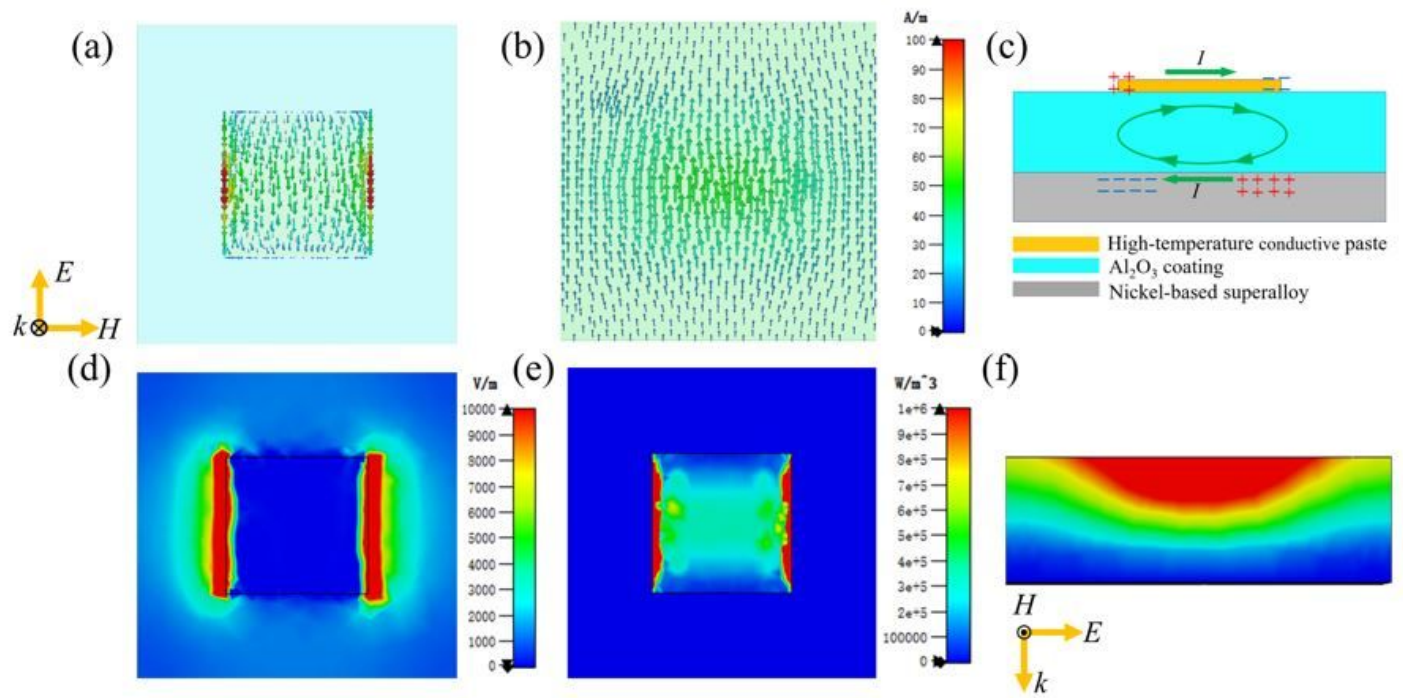 (a)
(b)
A/m
100
90
80
70
60
50
40
30
20
10
0
(c)
I
I
High-temperature conductive paste
Al₂O₃ coating
Nickel-based superalloy
E
k
H
(d)
V/m
10000
9000
8000
7000
6000
5000
4000
3000
2000
1000
0
(e)
W/m^3
1e+6
9e+5
8e+5
7e+5
6e+5
5e+5
4e+5
3e+5
2e+5
100000
0
(f)
H
E
k